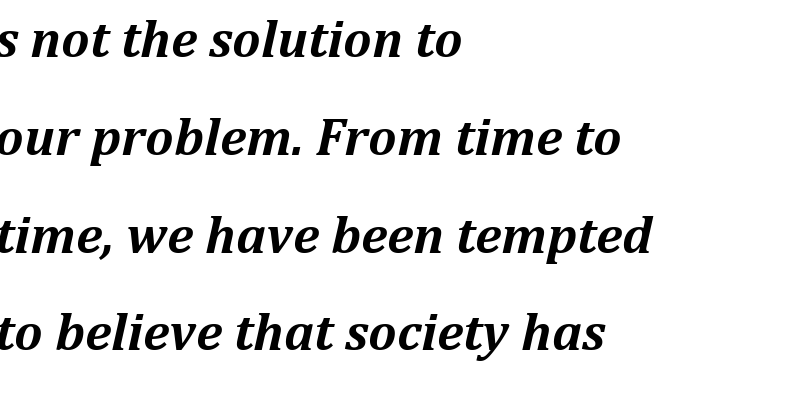 s not the solution to
our problem. From time to
time, we have been tempted
to believe that society has